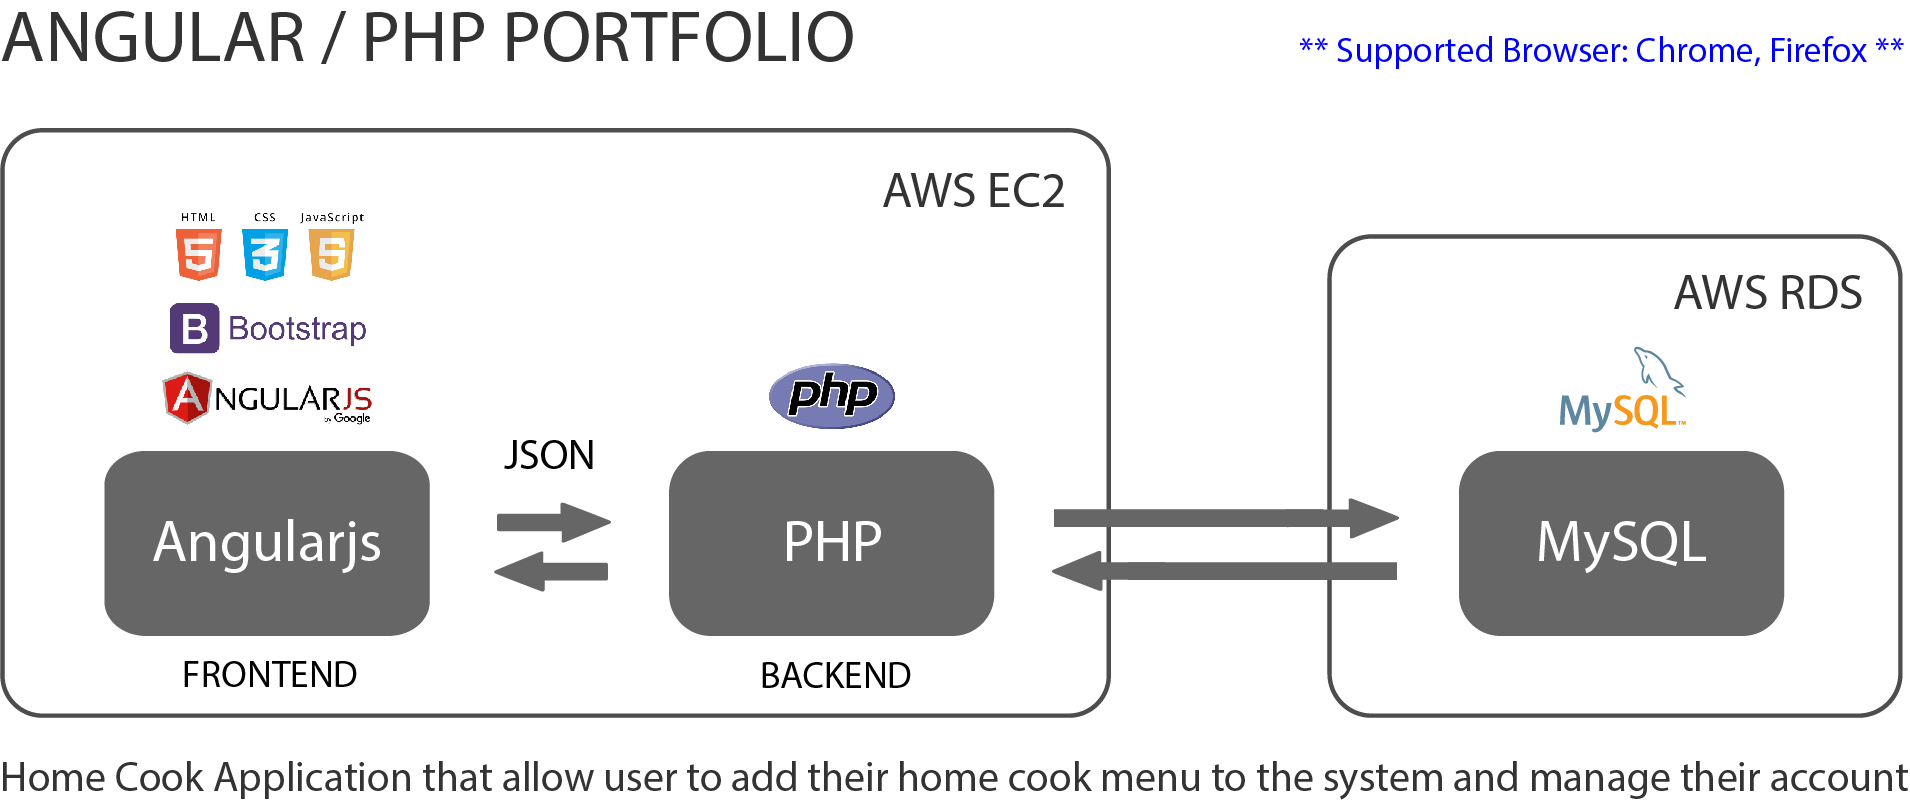 ANGULAR / PHP PORTFOLIO
** Supported Browser: Chrome, Firefox **
AWS EC2
HTML CSS JavaScript
5 3 5
B Bootstrap
ANGULARJS
by Google
php
JSON
Angularjs
PHP
FRONTEND
BACKEND
AWS RDS
MySQL™
MySQL
Home Cook Application that allow user to add their home cook menu to the system and manage their account